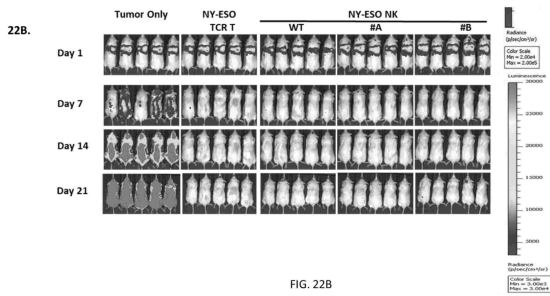 22B.
Tumor Only
NY-ESO
TCR T
NY-ESO NK
WT
#A
#B
Day 1
Day 7
Day 14
Day 21
Radiance
(p/sec/cm²/sr)
Color Scale
Min = 2.00e4
Max = 2.00e5
Luminescence
30000
25000
20000
15000
10000
5000
Radiance
(p/sec/cm²/sr)
Color Scale
Min = 3.00e3
Max = 3.00e4
FIG. 22B